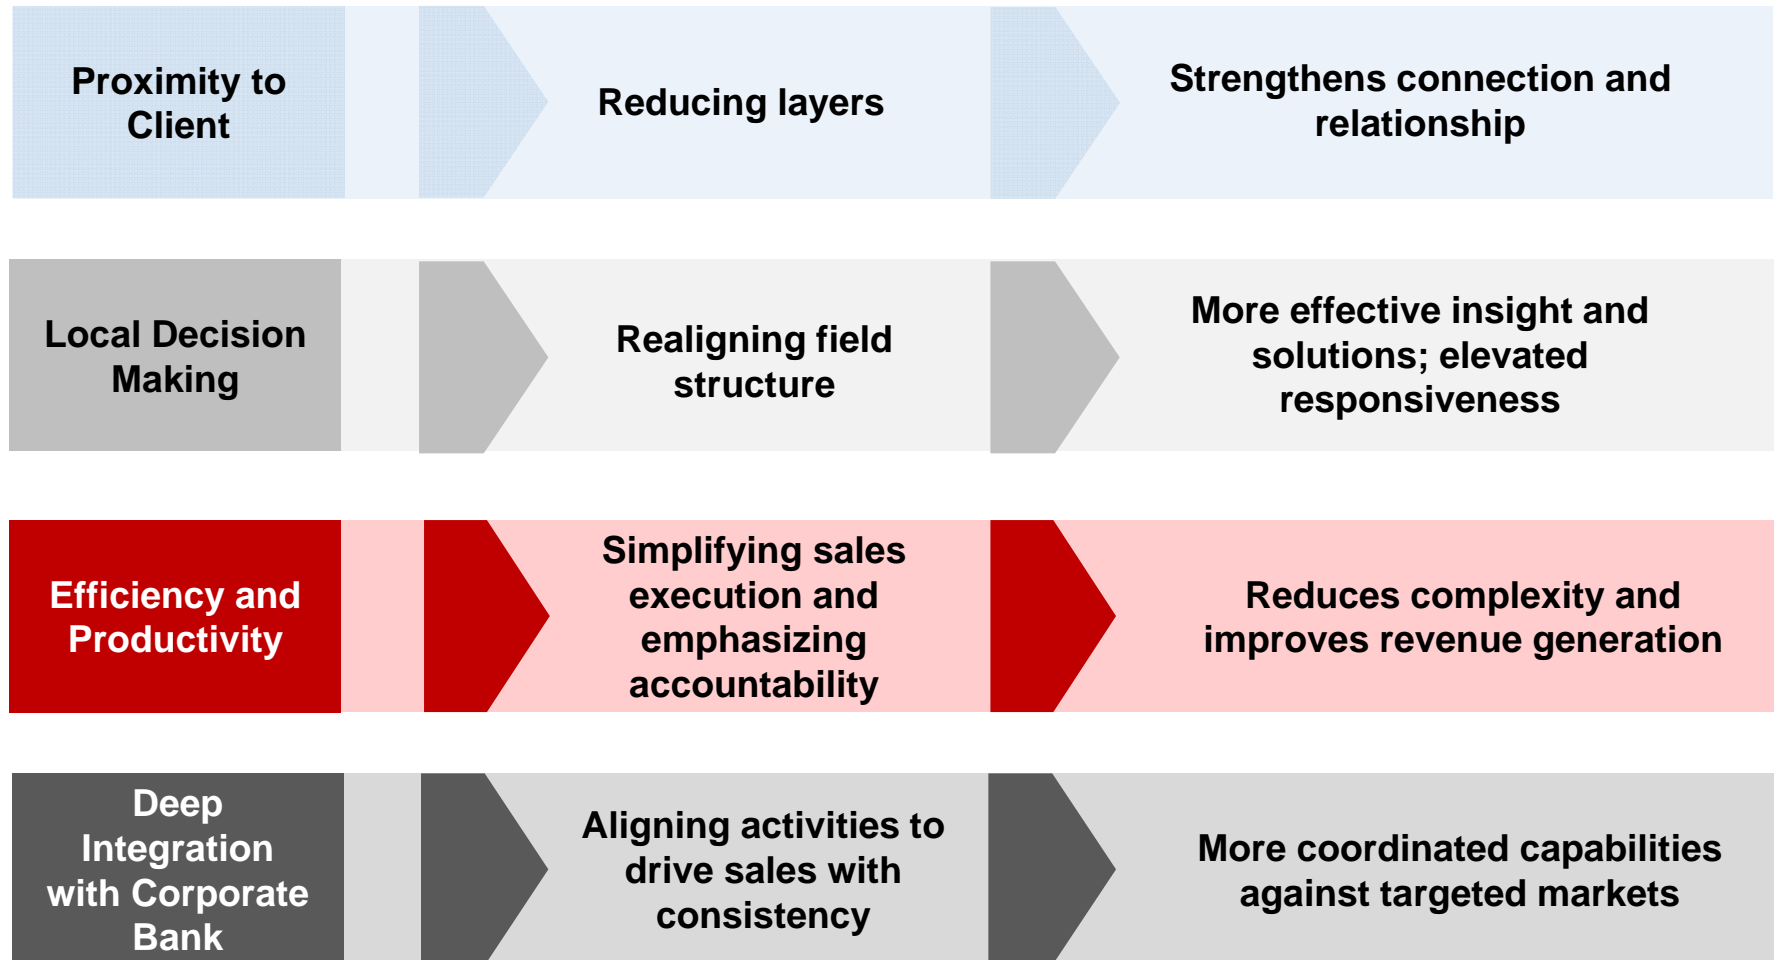 Proximity to
Client
Reducing layers
Strengthens connection and
relationship
Local Decision
Making
Realigning field
structure
More effective insight and
solutions; elevated
responsiveness
Efficiency and
Productivity
Simplifying sales
execution and
emphasizing
accountability
Reduces complexity and
improves revenue generation
Deep
Integration
with Corporate
Bank
Aligning activities to
drive sales with
consistency
More coordinated capabilities
against targeted markets